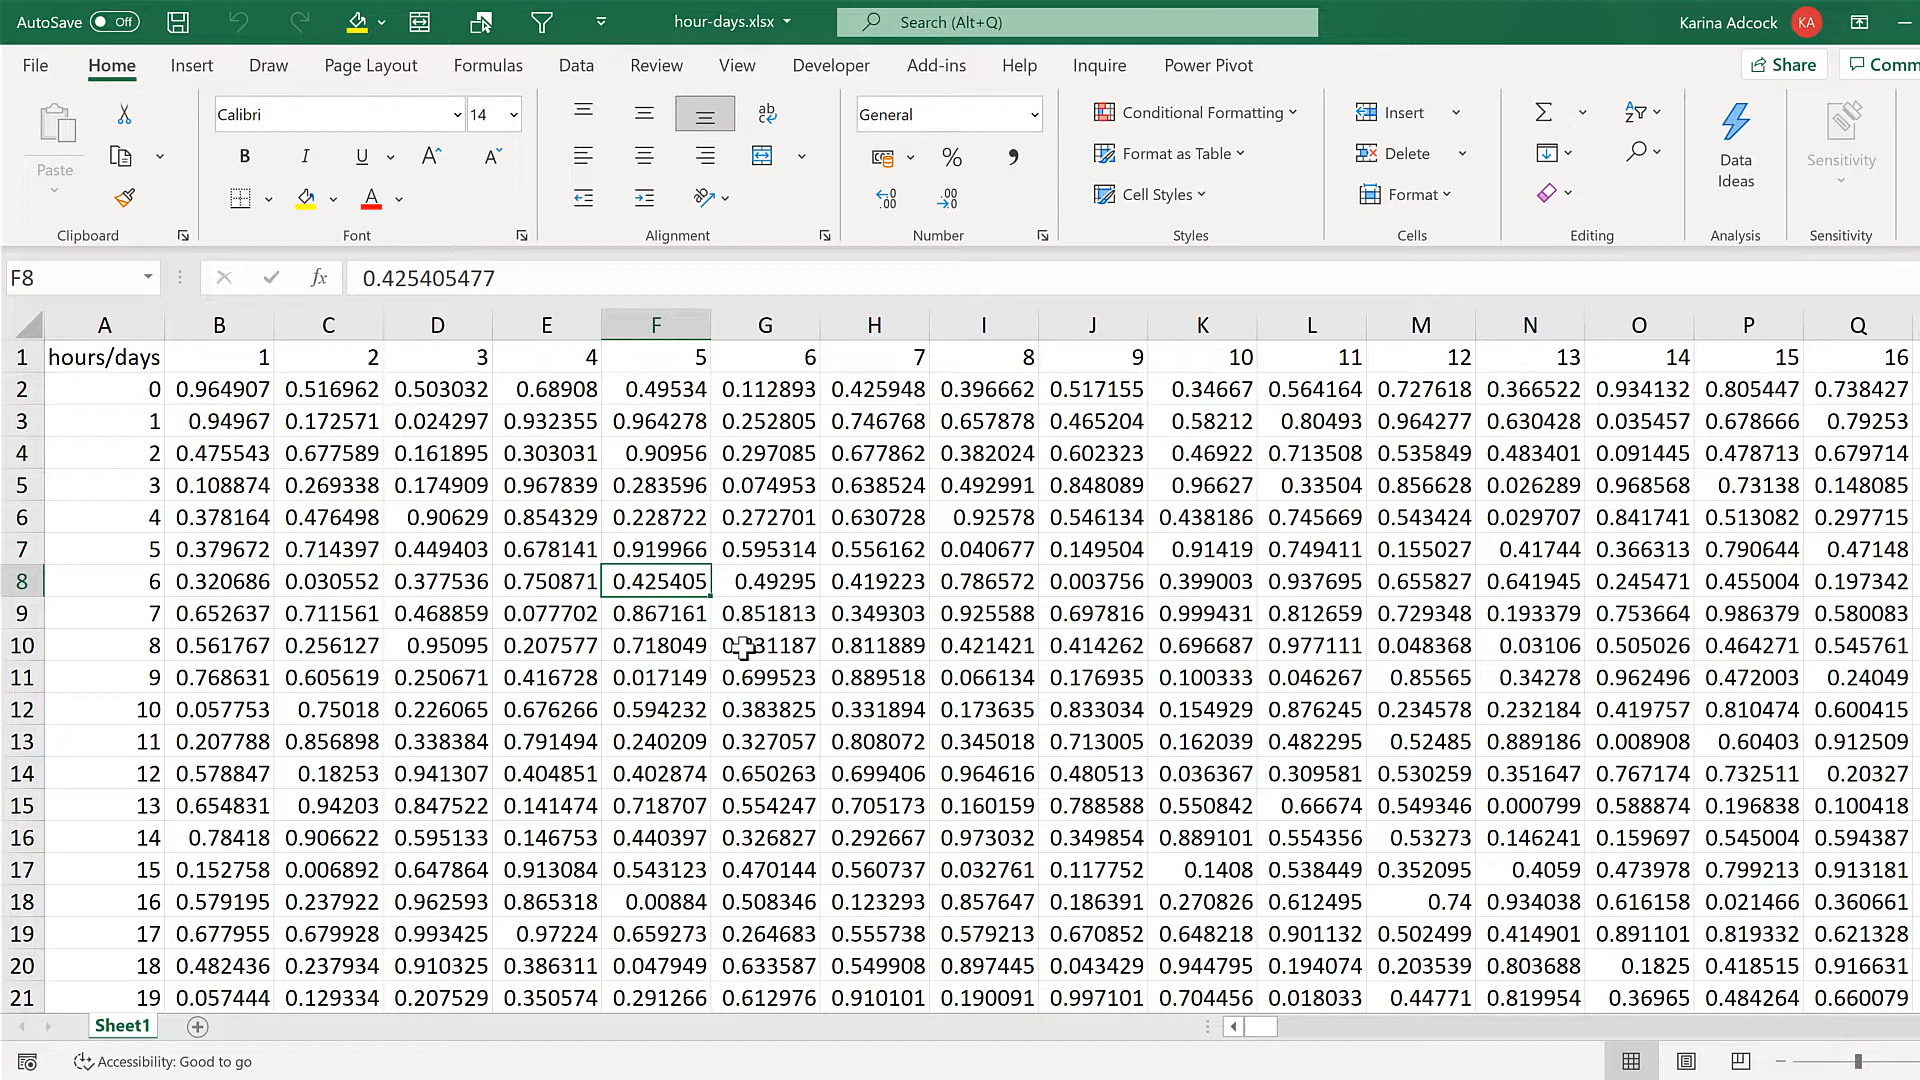 AutoSave Off hour-days.xlsx Search (Alt+Q) Karina Adcock KA
File Home Insert Draw Page Layout Formulas Data Review View Developer Add-ins Help Inquire Power Pivot Share Comm
Paste
Calibri 14
B I U A A
A
ab c
General
% 9
.00
Conditional Formatting
Format as Table
Cell Styles
Insert
Delete
Format
Σ
Data Ideas
Sensitivity
Clipboard Font Alignment Number Styles Cells Editing Analysis Sensitivity
F8 fx 0.425405477
A B C D E F G H I J K L M N O P Q
1 hours/days 1 2 3 4 5 6 7 8 9 10 11 12 13 14 15 16
2 0 0.964907 0.516962 0.503032 0.68908 0.49534 0.112893 0.425948 0.396662 0.517155 0.34667 0.564164 0.727618 0.366522 0.934132 0.805447 0.738427
3 1 0.94967 0.172571 0.024297 0.932355 0.964278 0.252805 0.746768 0.657878 0.465204 0.58212 0.80493 0.964277 0.630428 0.035457 0.678666 0.79253
4 2 0.475543 0.677589 0.161895 0.303031 0.90956 0.297085 0.677862 0.382024 0.602323 0.46922 0.713508 0.535849 0.483401 0.091445 0.478713 0.679714
5 3 0.108874 0.269338 0.174909 0.967839 0.283596 0.074953 0.638524 0.492991 0.848089 0.96627 0.33504 0.856628 0.026289 0.968568 0.73138 0.148085
6 4 0.378164 0.476498 0.90629 0.854329 0.228722 0.272701 0.630728 0.92578 0.546134 0.438186 0.745669 0.543424 0.029707 0.841741 0.513082 0.297715
7 5 0.379672 0.714397 0.449403 0.678141 0.919966 0.595314 0.556162 0.040677 0.149504 0.91419 0.749411 0.155027 0.41744 0.366313 0.790644 0.47148
8 6 0.320686 0.030552 0.377536 0.750871 0.425405 0.49295 0.419223 0.786572 0.003756 0.399003 0.937695 0.655827 0.641945 0.245471 0.455004 0.197342
9 7 0.652637 0.711561 0.468859 0.077702 0.867161 0.851813 0.349303 0.925588 0.697816 0.999431 0.812659 0.729348 0.193379 0.753664 0.986379 0.580083
10 8 0.561767 0.256127 0.95095 0.207577 0.718049 0.811889 0.421421 0.414262 0.696687 0.977111 0.048368 0.03106 0.505026 0.464271 0.545761
11 9 0.768631 0.605619 0.250671 0.416728 0.017149 0.699523 0.889518 0.066134 0.176935 0.100333 0.046267 0.85565 0.34278 0.962496 0.472003 0.24049
12 10 0.057753 0.75018 0.226065 0.676266 0.594232 0.383825 0.331894 0.173635 0.833034 0.154929 0.876245 0.234578 0.232184 0.419757 0.810474 0.600415
13 11 0.207788 0.856898 0.338384 0.791494 0.240209 0.327057 0.808072 0.345018 0.713005 0.162039 0.482295 0.52485 0.889186 0.008908 0.60403 0.912509
14 12 0.578847 0.18253 0.941307 0.404851 0.402874 0.650263 0.699406 0.964616 0.480513 0.036367 0.309581 0.530259 0.351647 0.767174 0.732511 0.20327
15 13 0.654831 0.94203 0.847522 0.141474 0.718707 0.554247 0.705173 0.160159 0.788588 0.550842 0.66674 0.549346 0.000799 0.588874 0.196838 0.100418
16 14 0.78418 0.906622 0.595133 0.146753 0.440397 0.326827 0.292667 0.973032 0.349854 0.889101 0.554356 0.53273 0.146241 0.159697 0.545004 0.594387
17 15 0.152758 0.006892 0.647864 0.913084 0.543123 0.470144 0.560737 0.032761 0.117752 0.1408 0.538449 0.352095 0.4059 0.473978 0.799213 0.913181
18 16 0.579195 0.237922 0.962593 0.865318 0.00884 0.508346 0.123293 0.857647 0.186391 0.270826 0.612495 0.74 0.934038 0.616158 0.021466 0.360661
19 17 0.677955 0.679928 0.993425 0.97224 0.659273 0.264683 0.555738 0.579213 0.670852 0.648218 0.901132 0.502499 0.414901 0.891101 0.819332 0.621328
20 18 0.482436 0.237934 0.910325 0.386311 0.047949 0.633587 0.549908 0.897445 0.043429 0.944795 0.194074 0.203539 0.803688 0.1825 0.418515 0.916631
21 19 0.057444 0.129334 0.207529 0.350574 0.291266 0.612976 0.910101 0.190091 0.997101 0.704456 0.018033 0.44771 0.819954 0.36965 0.484264 0.660079
Sheet1
Accessibility: Good to go